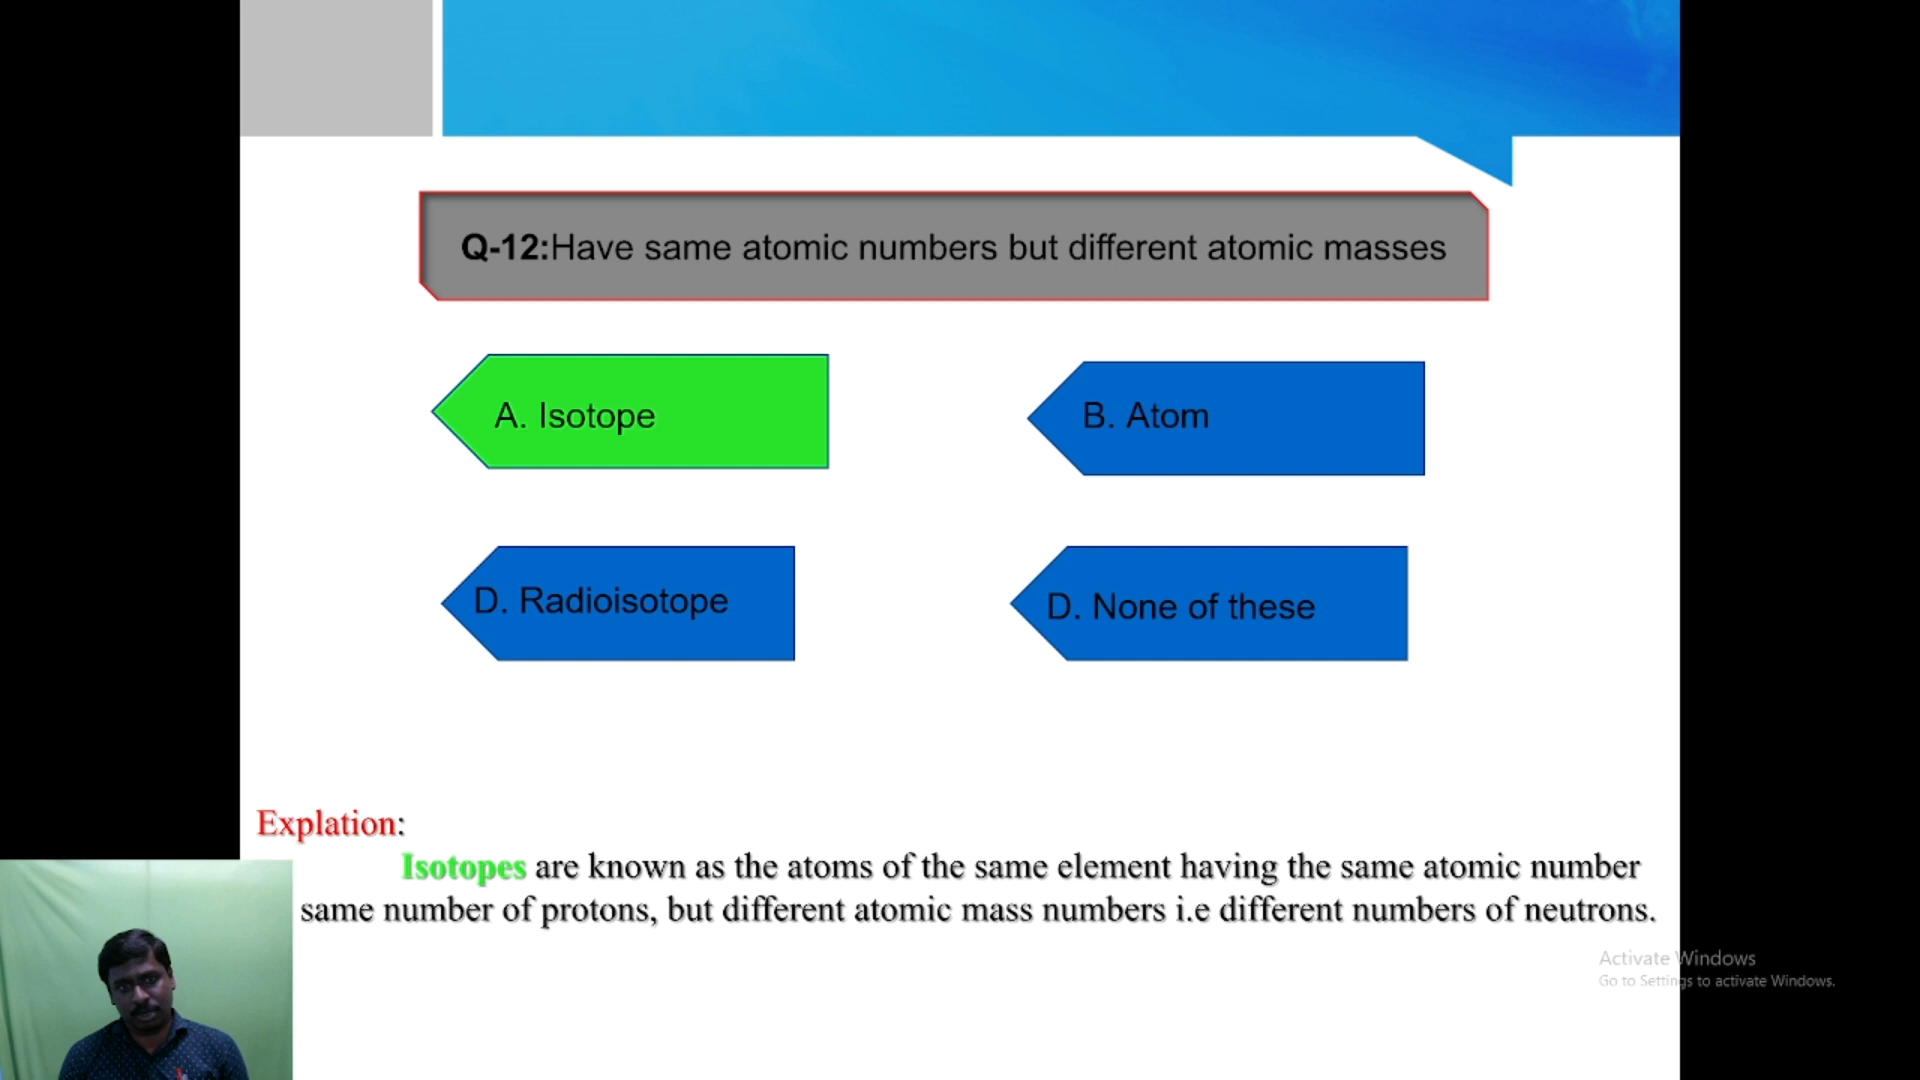 Q-12:Have same atomic numbers but different atomic masses
A. Isotope
B. Atom
D. Radioisotope
D. None of these
Explation:
Isotopes are known as the atoms of the same element having the same atomic number
same number of protons, but different atomic mass numbers i.e different numbers of neutrons.
Activate Windows
Go to Settings to activate Windows.